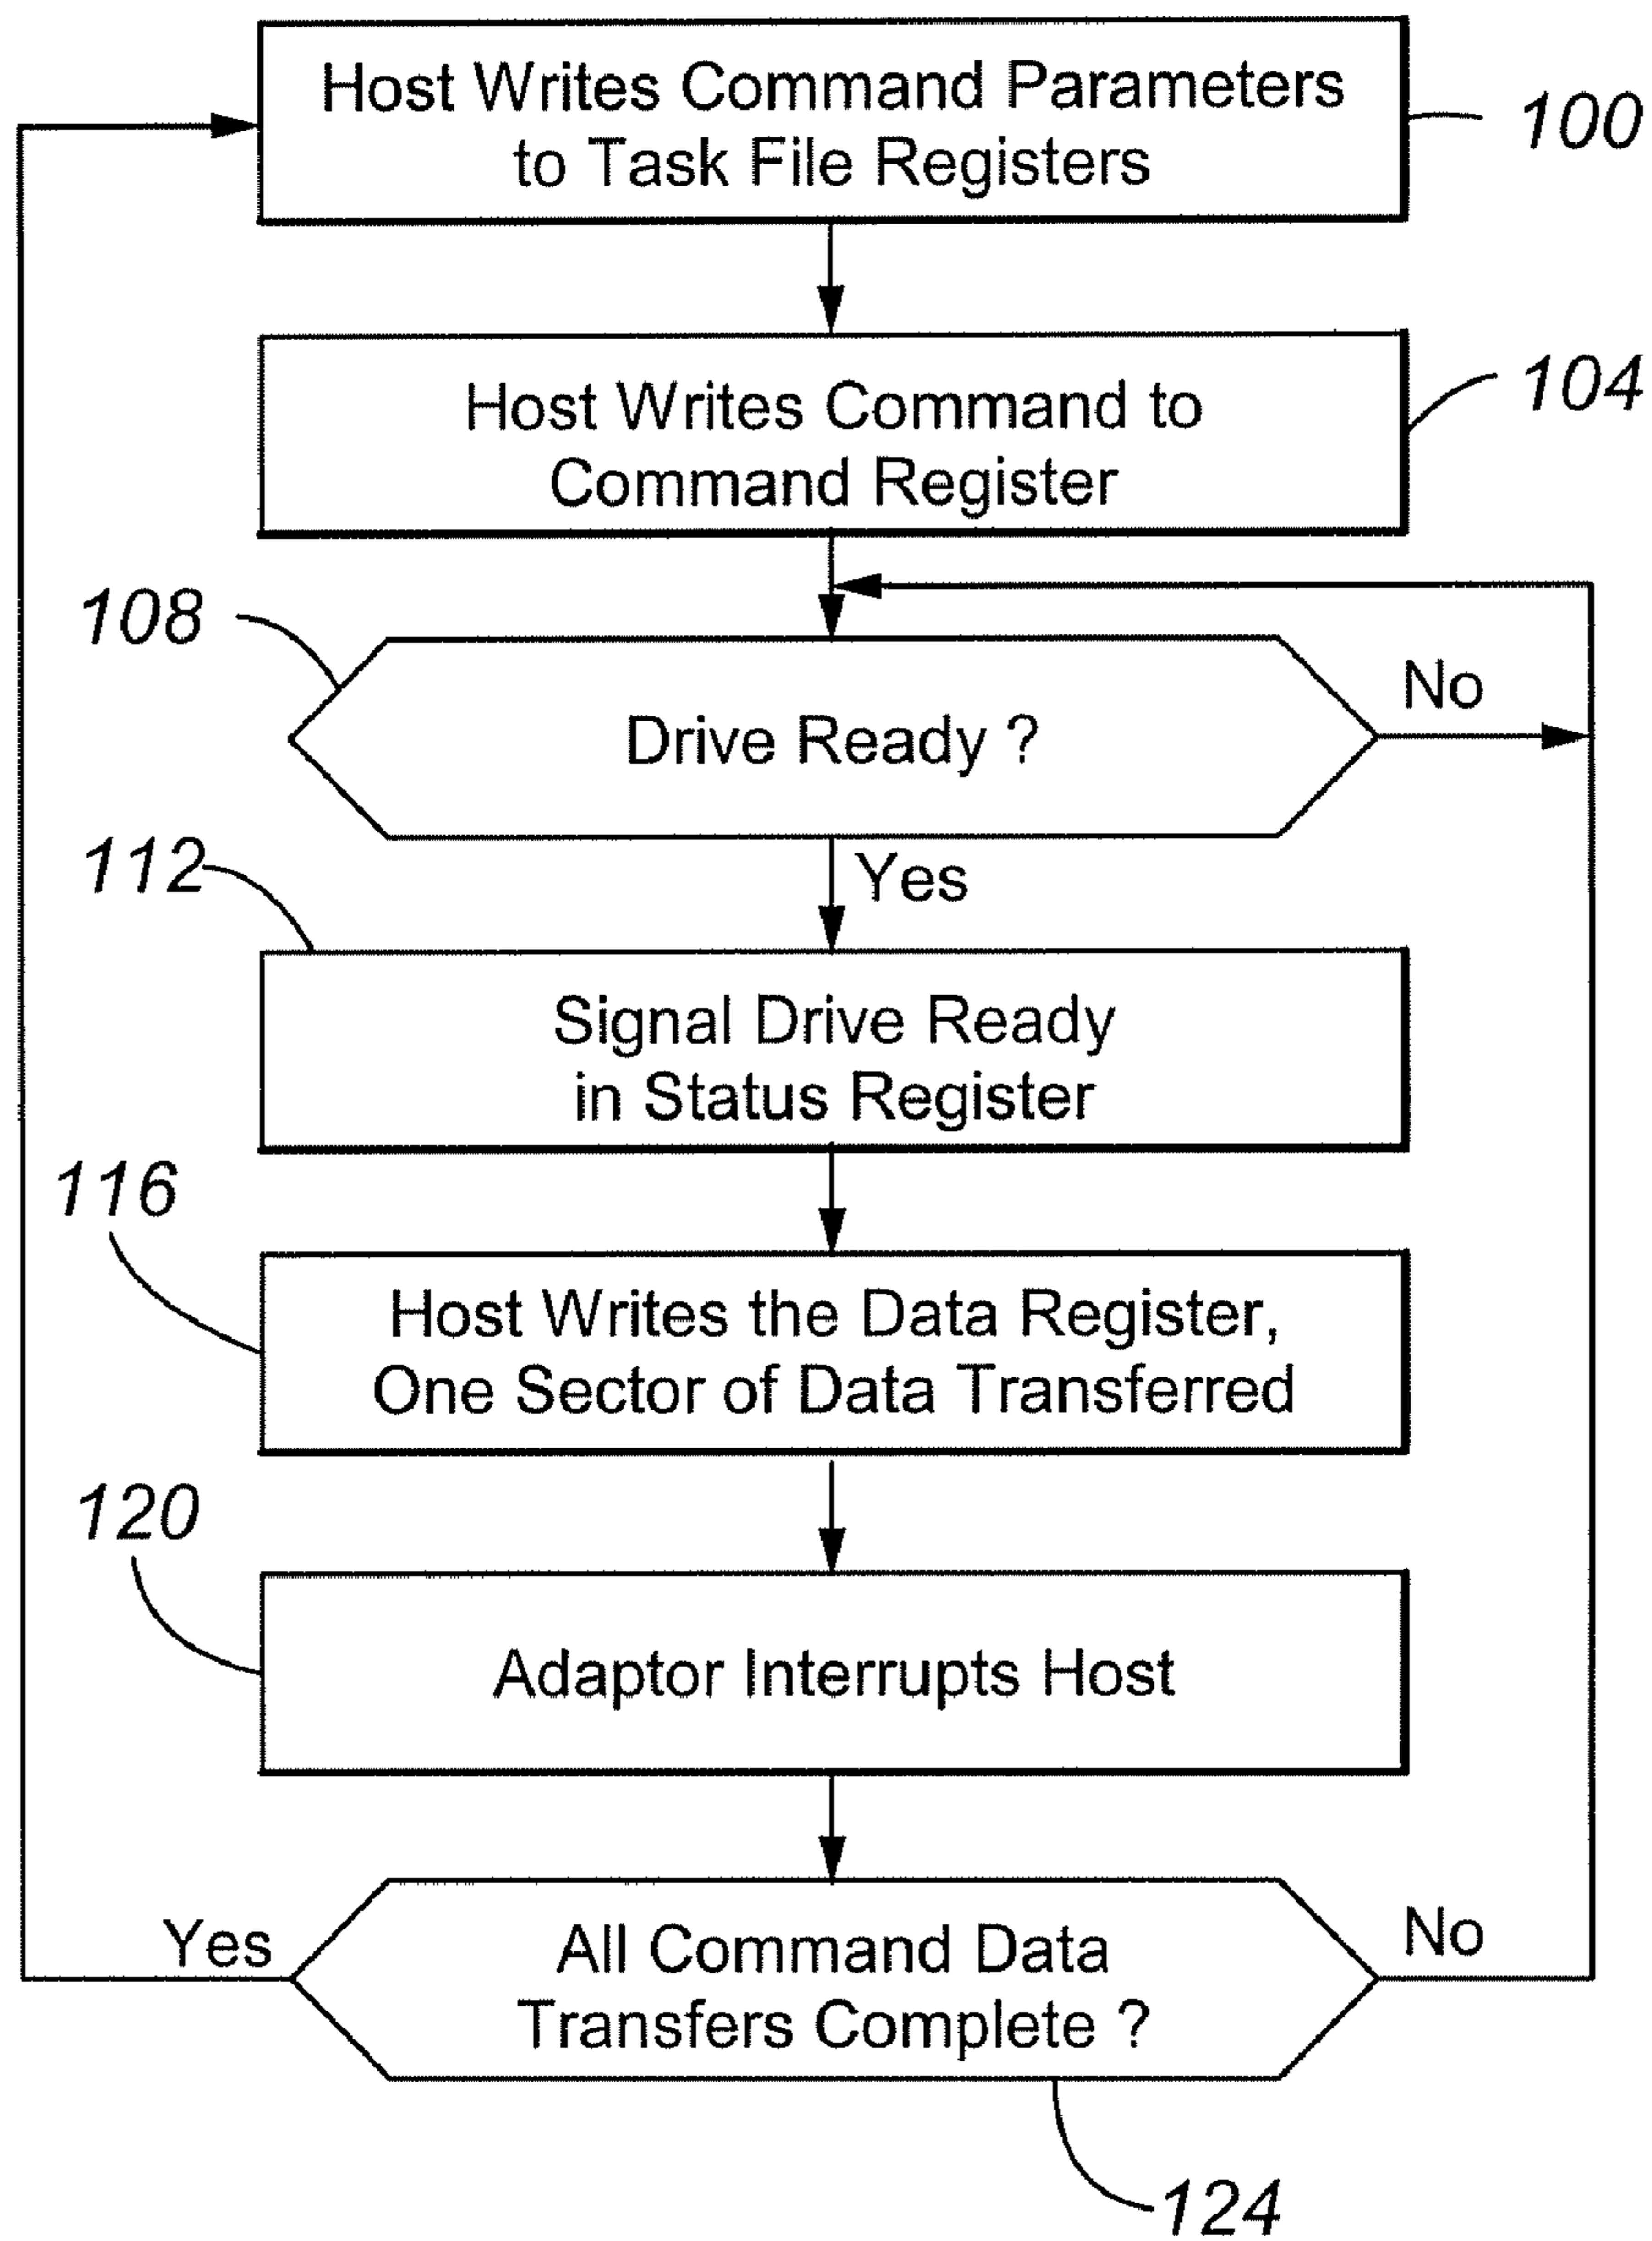 Host Writes Command Parameters
to Task File Registers
100
Host Writes Command to
Command Register
104
108
Drive Ready ?
No
Yes
112
Signal Drive Ready
in Status Register
116
Host Writes the Data Register,
One Sector of Data Transferred
120
Adaptor Interrupts Host
Yes
All Command Data
Transfers Complete ?
No
124